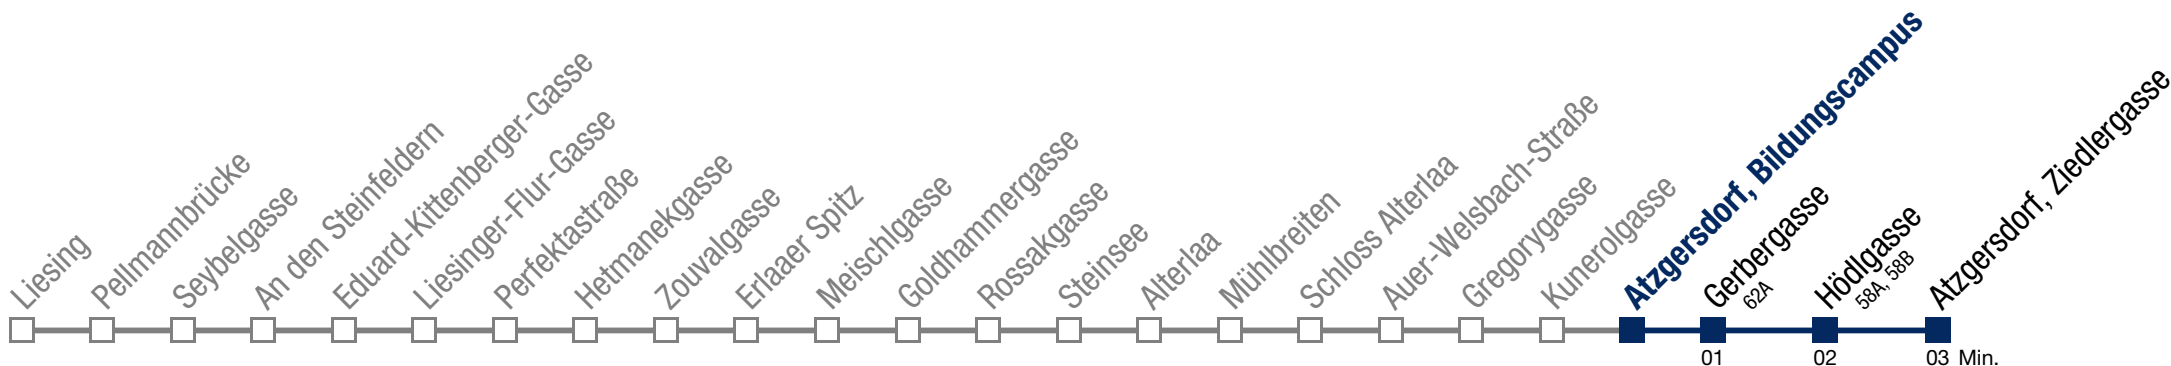 Liesing
Pellmannbrücke
Seybelgasse
An den Steinfeldern
Eduard-Kittenberger-Gasse
Liesinger-Flur-Gasse
Perfektastraße
Hetmanekgasse
Zouvalgasse
Erlaaer Spitz
Meischlgasse
Goldhammergasse
Rossakgasse
Steinsee
Alterlaa
Mühlbreiten
Schloss Alterlaa
Auer-Welsbach-Straße
Gregorygasse
Kunerolgasse
Atzgersdorf, Bildungscampus
Gerbergasse
62A
Hödlgasse
58A, 58B
Atzgersdorf, Ziedlergasse
01 02 03 Min.